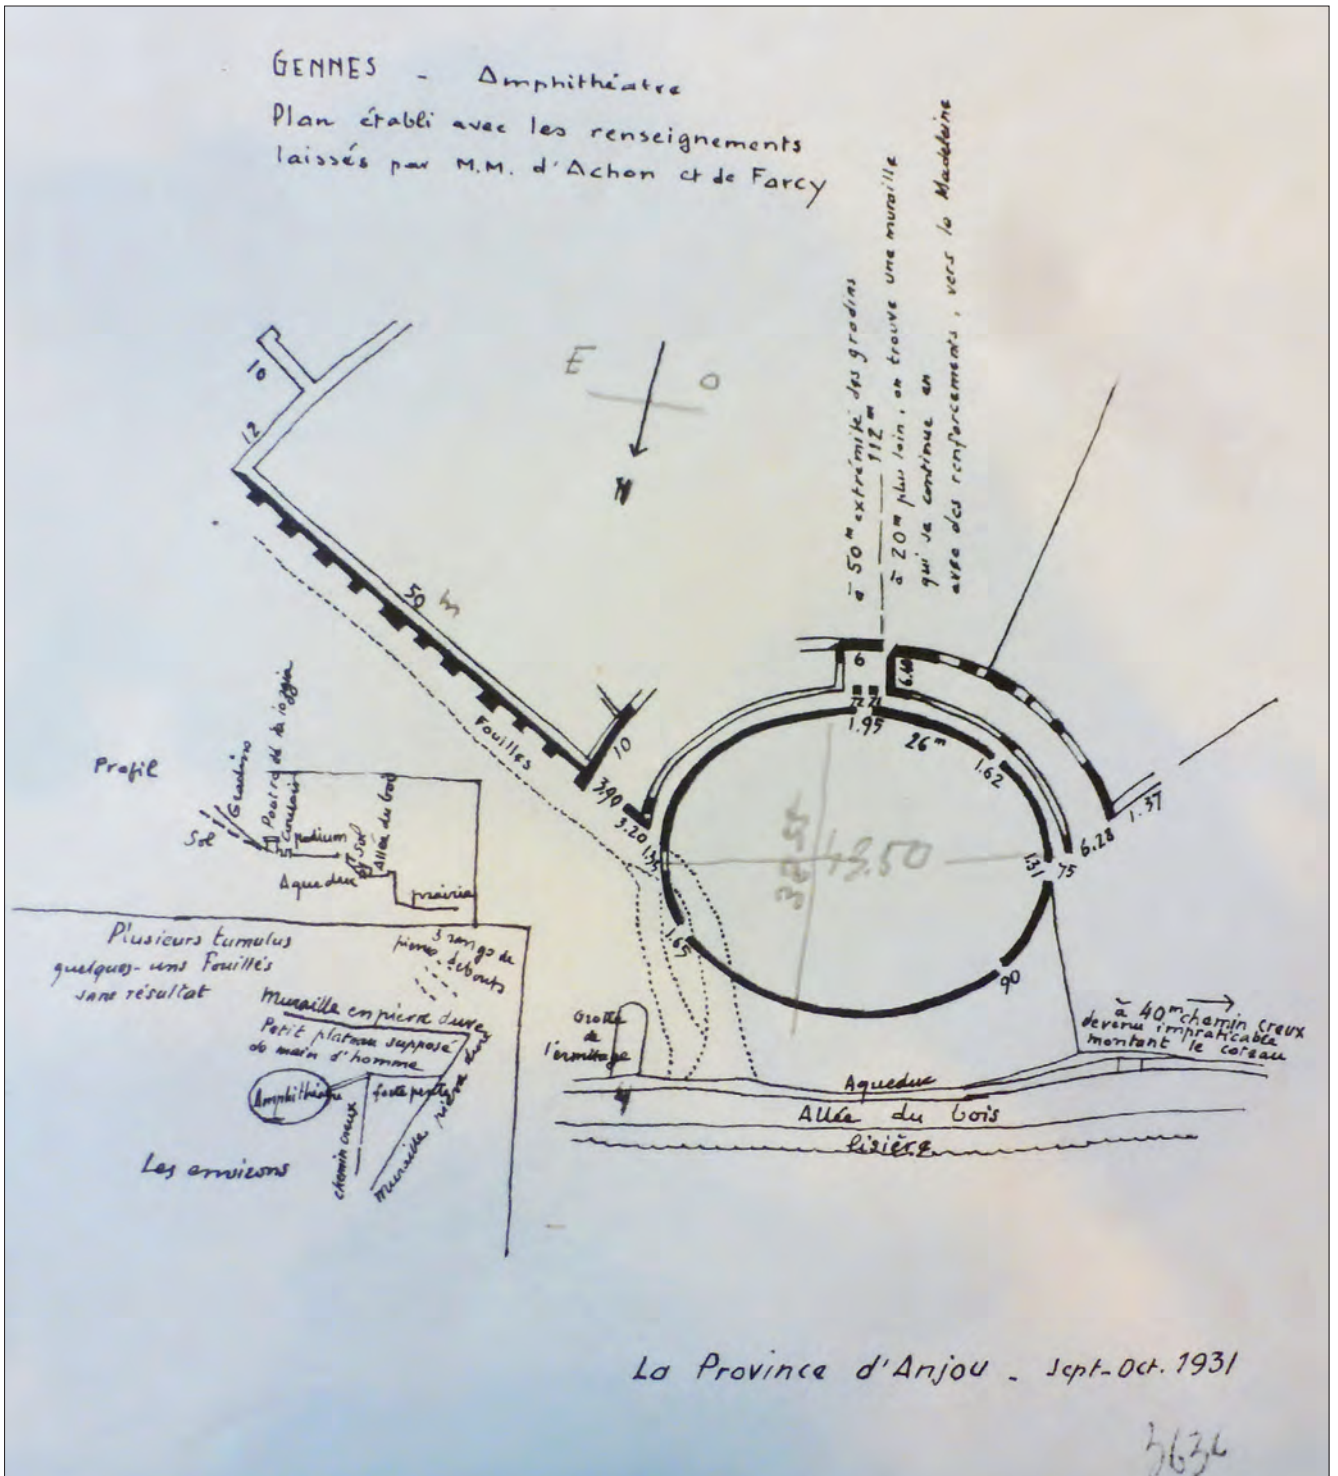 GENNES - Amphithéatre
Plan établi avec les renseignements
laissés par M.M. d'Achon et de Farcy
à 50m extrémité des gradins
112m
à 20m plus loin, on trouve une muraille
qui se continue en
avec des renforcements, vers la Madeleine
E
O
N
10
12
50 m
Fouilles
10
3.90
3.20
1.35
1.65
6
6.40
72
71
1.95
26m
1.62
1.37
6.28
75
1.31
90
43.50
Profil
Gradins
Sol
podium
Sol
Allée du bois
Aqueduc
prairie
Plusieurs tumulus
quelques-uns Fouillés
sans résultat
3 rangs de
pierres debouts
Muraille en pierre dure
Petit plateau supposé
de main d'homme
Amphithéatre
forte pente
chemin creux
Muraille pierre dure
Les environs
Grotte
de
l'ermitage
à 40m chemin creux
devenu impraticable
montant le coteau
Aqueduc
Allée du bois
lisière
La Province d'Anjou - Sept-Oct. 1931